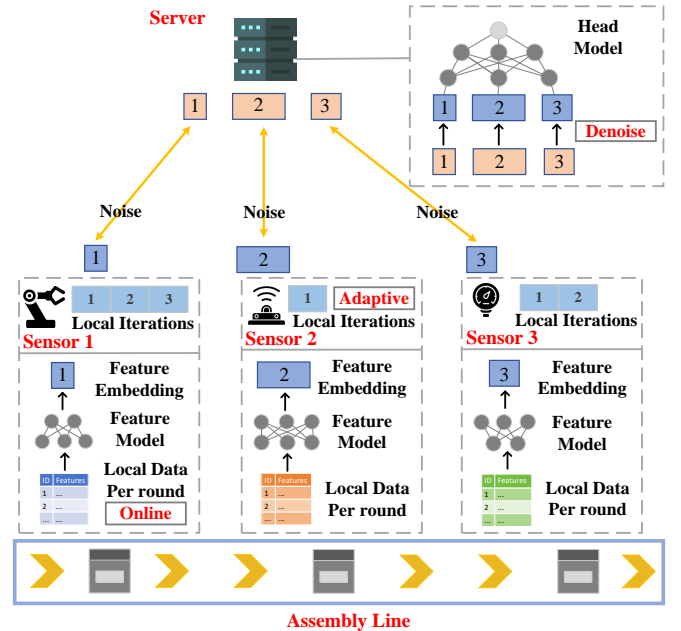 Server
Head
Model
1
2
3
1
2
3
Denoise
1
2
3
Noise
Noise
Noise
1
2
3
1 2 3
Local Iterations
Sensor 1
1
Adaptive
Local Iterations
Sensor 2
1 2
Local Iterations
Sensor 3
1
Feature
Embedding
Feature
Model
ID Features
1 ...
2 ...
... ...
Local Data
Per round
Online
2
Feature
Embedding
Feature
Model
ID Features
1 ...
2 ...
... ...
Local Data
Per round
3
Feature
Embedding
Feature
Model
ID Features
1 ...
2 ...
... ...
Local Data
Per round
Assembly Line